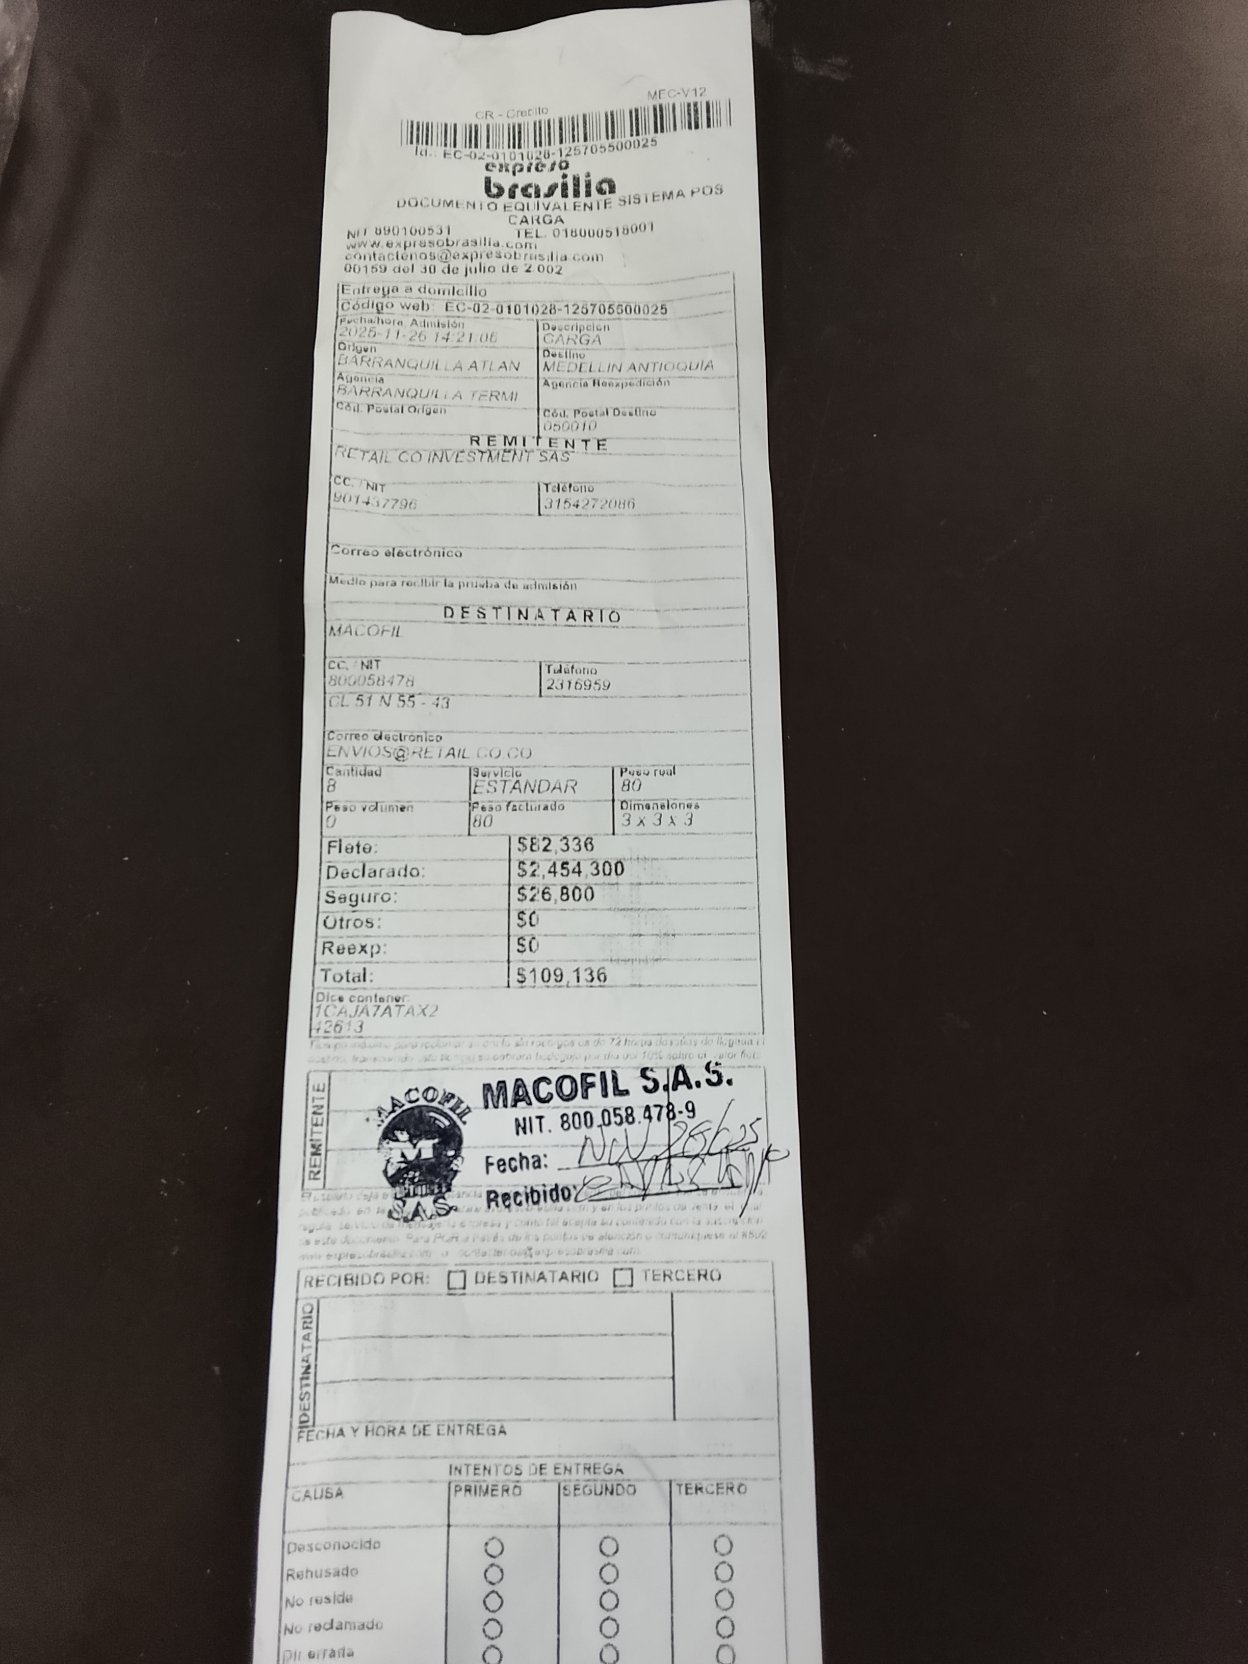 MEC-V12
CR - Credito
Id.: EC-02-0101028-125705500025
expreso
brasilia
DOCUMENTO EQUIVALENTE SISTEMA POS
CARGA
NIT 890100531 TEL. 018000518001
www.expresobrasilia.com
contactenos@expresobrasilia.com
00159 del 30 de julio de 2.002
Entrega a domicilio
Código web: EC-02-0101028-125705500025
Fecha/hora Admisión Descripcion
2025-11-26 14:21:06 CARGA
Origen Destino
BARRANQUILLA ATLAN MEDELLIN ANTIOQUIA
Agencia Agencia Reexpedición
BARRANQUILLA TERMI
Cód. Postal Origen Cód. Postal Destino
050010
REMITENTE
RETAIL CO INVESTMENT SAS
CC. / NIT Teléfono
901437796 3154272086
Correo electrónico
Medio para recibir la prueba de admisión
DESTINATARIO
MACOFIL
CC. / NIT Teléfono
800058478 2316959
CL 51 N 55 - 43
Correo electrónico
ENVIOS@RETAIL CO.CO
Cantidad Servicio Peso real
8 ESTANDAR 80
Peso volumen Peso facturado Dimensiones
0 80 3 x 3 x 3
Flete: $82,336
Declarado: $2,454,300
Seguro: $26,800
Otros: $0
Reexp: $0
Total: $109,136
Dice contener:
1CAJA7ATAX2
42613
REMITENTE
MACOFIL
M
S.A.S.
MACOFIL S.A.S.
NIT. 800.058.478-9
Fecha: Nov 28/025
Recibido:
RECIBIDO POR: DESTINATARIO TERCERO
DESTINATARIO
FECHA Y HORA DE ENTREGA
INTENTOS DE ENTREGA
CAUSA PRIMERO SEGUNDO TERCERO
Desconocido
Rehusado
No reside
No reclamado
Dir errada